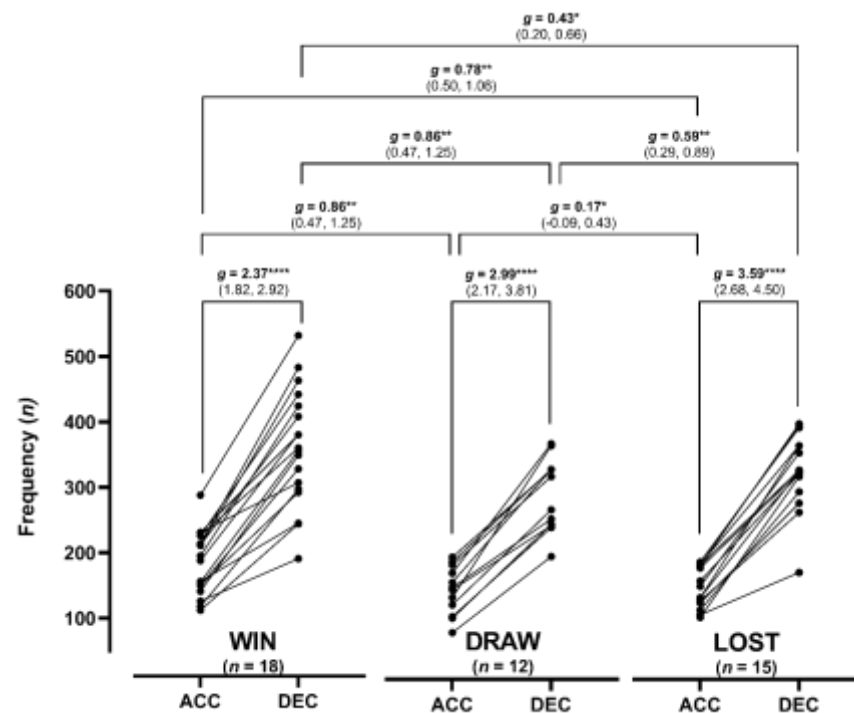 g = 0.43*
(0.20, 0.66)
g = 0.78**
(0.50, 1.06)
g = 0.86**
(0.47, 1.25)
g = 0.59**
(0.29, 0.89)
g = 0.86**
(0.47, 1.25)
g = 0.17*
(-0.09, 0.43)
g = 2.37****
(1.82, 2.92)
g = 2.99****
(2.17, 3.81)
g = 3.59****
(2.68, 4.50)
Frequency (n)
600
500
400
300
200
100
WIN
(n = 18)
DRAW
(n = 12)
LOST
(n = 15)
ACC DEC ACC DEC ACC DEC